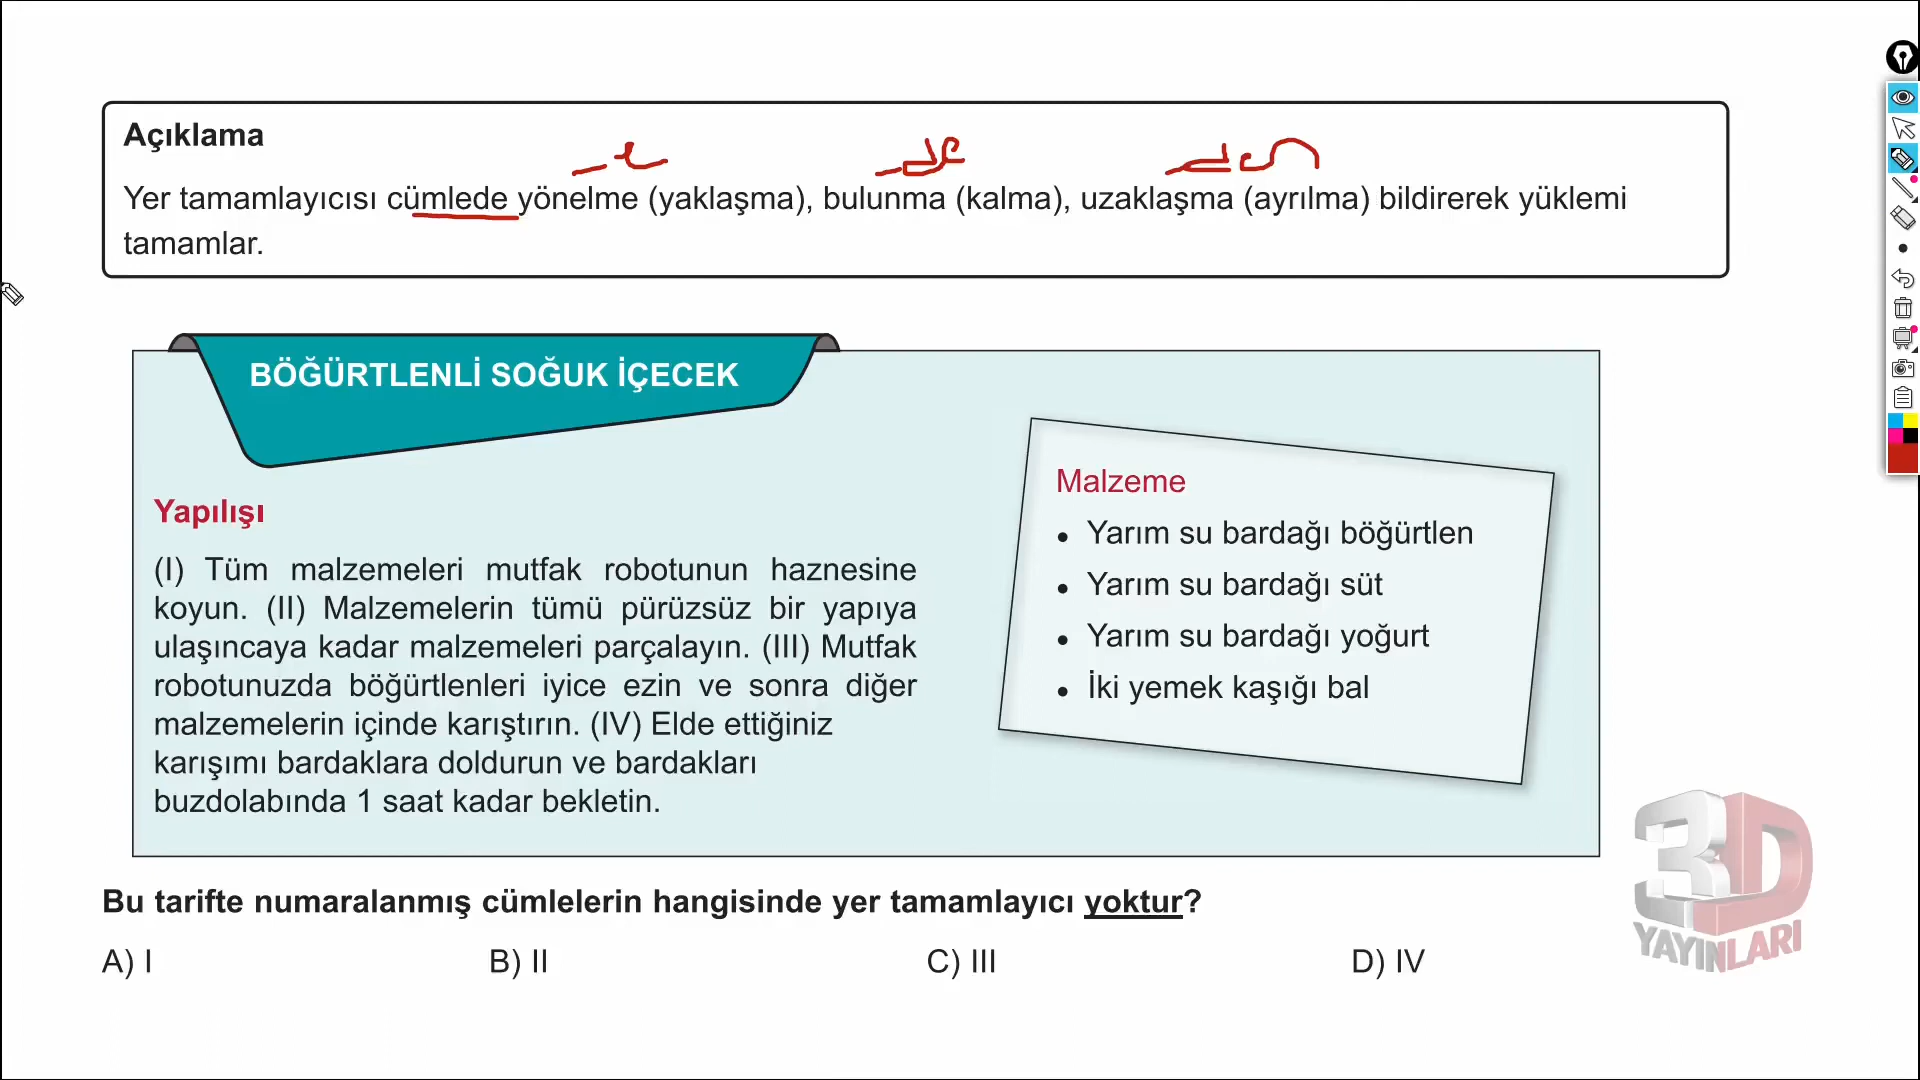 Açıklama
_e
_de
_den
Yer tamamlayıcısı cümlede yönelme (yaklaşma), bulunma (kalma), uzaklaşma (ayrılma) bildirerek yüklemi
tamamlar.
BÖĞÜRTLENLİ SOĞUK İÇECEK
Yapılışı
(I) Tüm malzemeleri mutfak robotunun haznesine
koyun. (II) Malzemelerin tümü pürüzsüz bir yapıya
ulaşıncaya kadar malzemeleri parçalayın. (III) Mutfak
robotunuzda böğürtlenleri iyice ezin ve sonra diğer
malzemelerin içinde karıştırın. (IV) Elde ettiğiniz
karışımı bardaklara doldurun ve bardakları
buzdolabında 1 saat kadar bekletin.
Malzeme
• Yarım su bardağı böğürtlen
• Yarım su bardağı süt
• Yarım su bardağı yoğurt
• İki yemek kaşığı bal
Bu tarifte numaralanmış cümlelerin hangisinde yer tamamlayıcı yoktur?
A) I
B) II
C) III
D) IV
3D
YAYINLARI